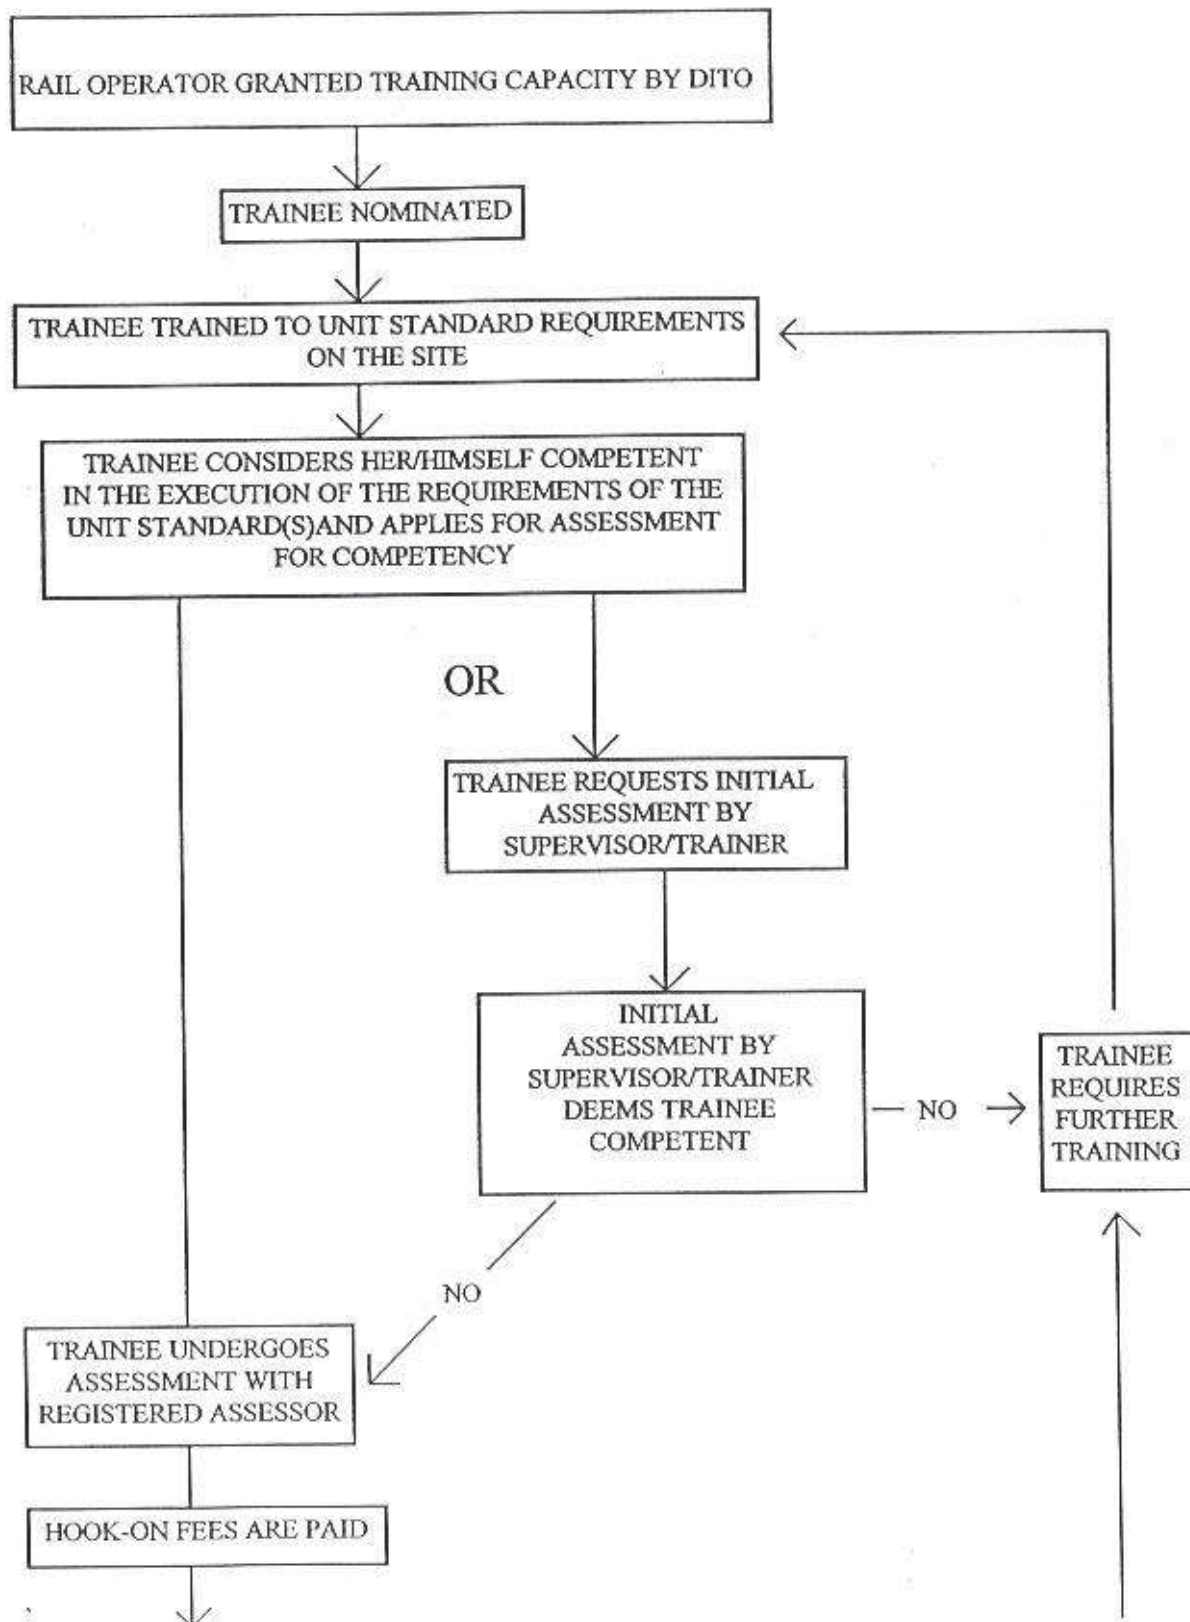 RAIL OPERATOR GRANTED TRAINING CAPACITY BY DITO
TRAINEE NOMINATED
TRAINEE TRAINED TO UNIT STANDARD REQUIREMENTS
ON THE SITE
TRAINEE CONSIDERS HER/HIMSELF COMPETENT
IN THE EXECUTION OF THE REQUIREMENTS OF THE
UNIT STANDARD(S)AND APPLIES FOR ASSESSMENT
FOR COMPETENCY
OR
TRAINEE REQUESTS INITIAL
ASSESSMENT BY
SUPERVISOR/TRAINER
INITIAL
ASSESSMENT BY
SUPERVISOR/TRAINER
DEEMS TRAINEE
COMPETENT
NO
TRAINEE
REQUIRES
FURTHER
TRAINING
NO
TRAINEE UNDERGOES
ASSESSMENT WITH
REGISTERED ASSESSOR
HOOK-ON FEES ARE PAID